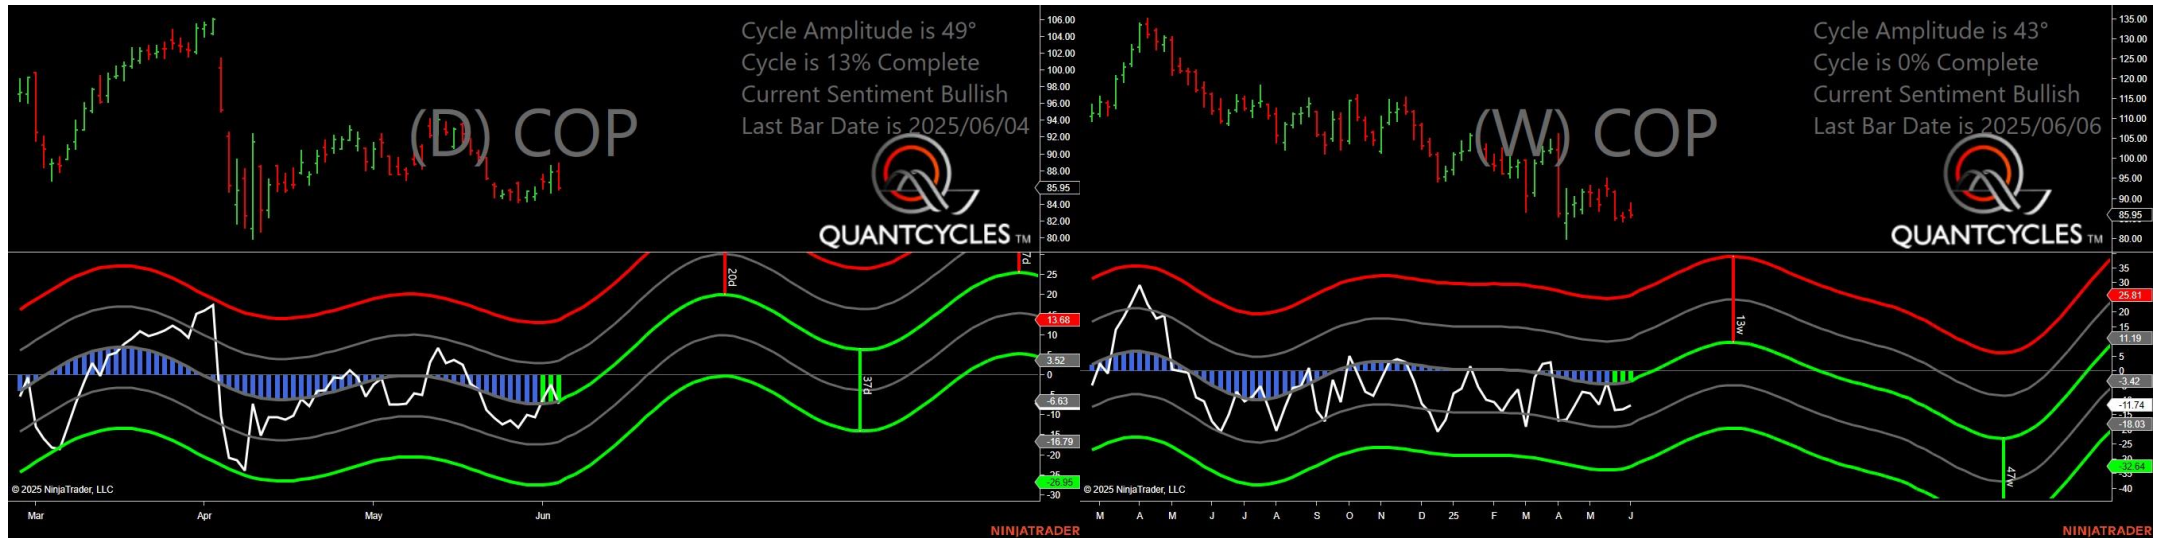 Cycle Amplitude is 49°
Cycle is 13% Complete
Current Sentiment Bullish
Last Bar Date is 2025/06/04
(D) COP
QUANTCYCLES TM
106.00
104.00
102.00
100.00
98.00
96.00
94.00
92.00
90.00
88.00
85.95
84.00
82.00
80.00
20d
37d
7d
25
20
13.68
10
3.52
0
-6.63
-10
-16.79
-20
-26.95
-30
© 2025 NinjaTrader, LLC
Mar
Apr
May
Jun
NINJATRADER
Cycle Amplitude is 43°
Cycle is 0% Complete
Current Sentiment Bullish
Last Bar Date is 2025/06/06
(W) COP
QUANTCYCLES TM
135.00
130.00
125.00
120.00
115.00
110.00
105.00
100.00
95.00
90.00
85.95
80.00
13w
47w
35
30
25.81
20
15
11.19
5
0
-3.42
-11.74
-18.03
-25
-32.64
-40
© 2025 NinjaTrader, LLC
M A M J J A S O N D 25 F M A M J
NINJATRADER